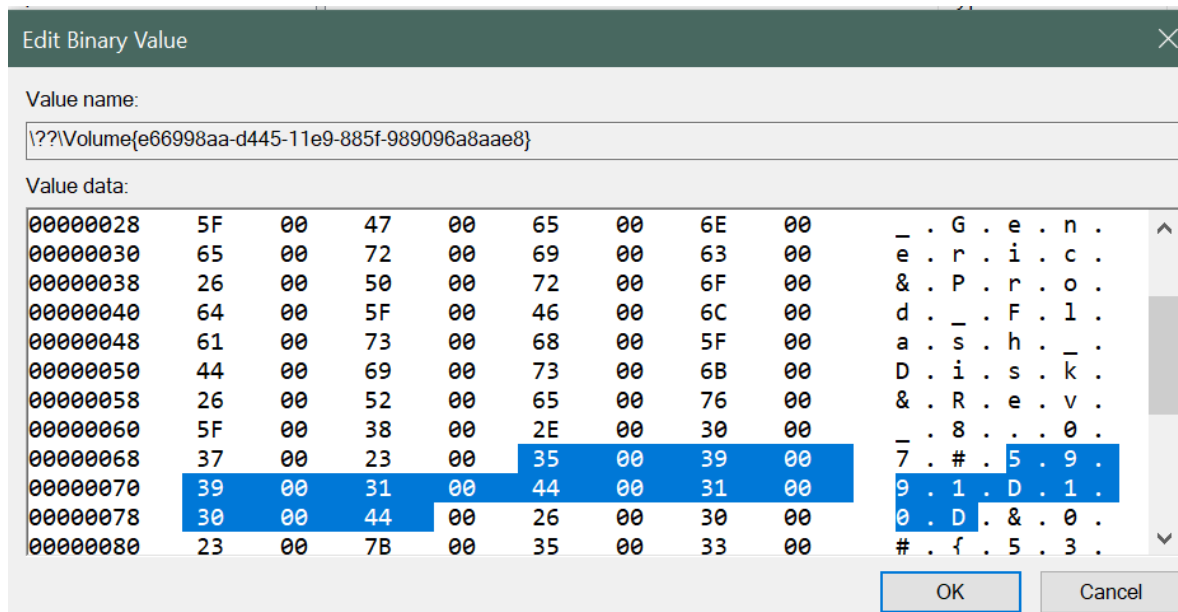 Edit Binary Value
Value name:
\??\Volume{e66998aa-d445-11e9-885f-989096a8aae8}
Value data:
00000028 5F 00 47 00 65 00 6E 00 _ . G . e . n .
00000030 65 00 72 00 69 00 63 00 e . r . i . c .
00000038 26 00 50 00 72 00 6F 00 & . P . r . o .
00000040 64 00 5F 00 46 00 6C 00 d . _ . F . l .
00000048 61 00 73 00 68 00 5F 00 a . s . h . _ .
00000050 44 00 69 00 73 00 6B 00 D . i . s . k .
00000058 26 00 52 00 65 00 76 00 & . R . e . v .
00000060 5F 00 38 00 2E 00 30 00 _ . 8 . . . 0 .
00000068 37 00 23 00 35 00 39 00 7 . # . 5 . 9 .
00000070 39 00 31 00 44 00 31 00 9 . 1 . D . 1 .
00000078 30 00 44 00 26 00 30 00 0 . D . & . 0 .
00000080 23 00 7B 00 35 00 33 00 # . { . 5 . 3 .
OK Cancel